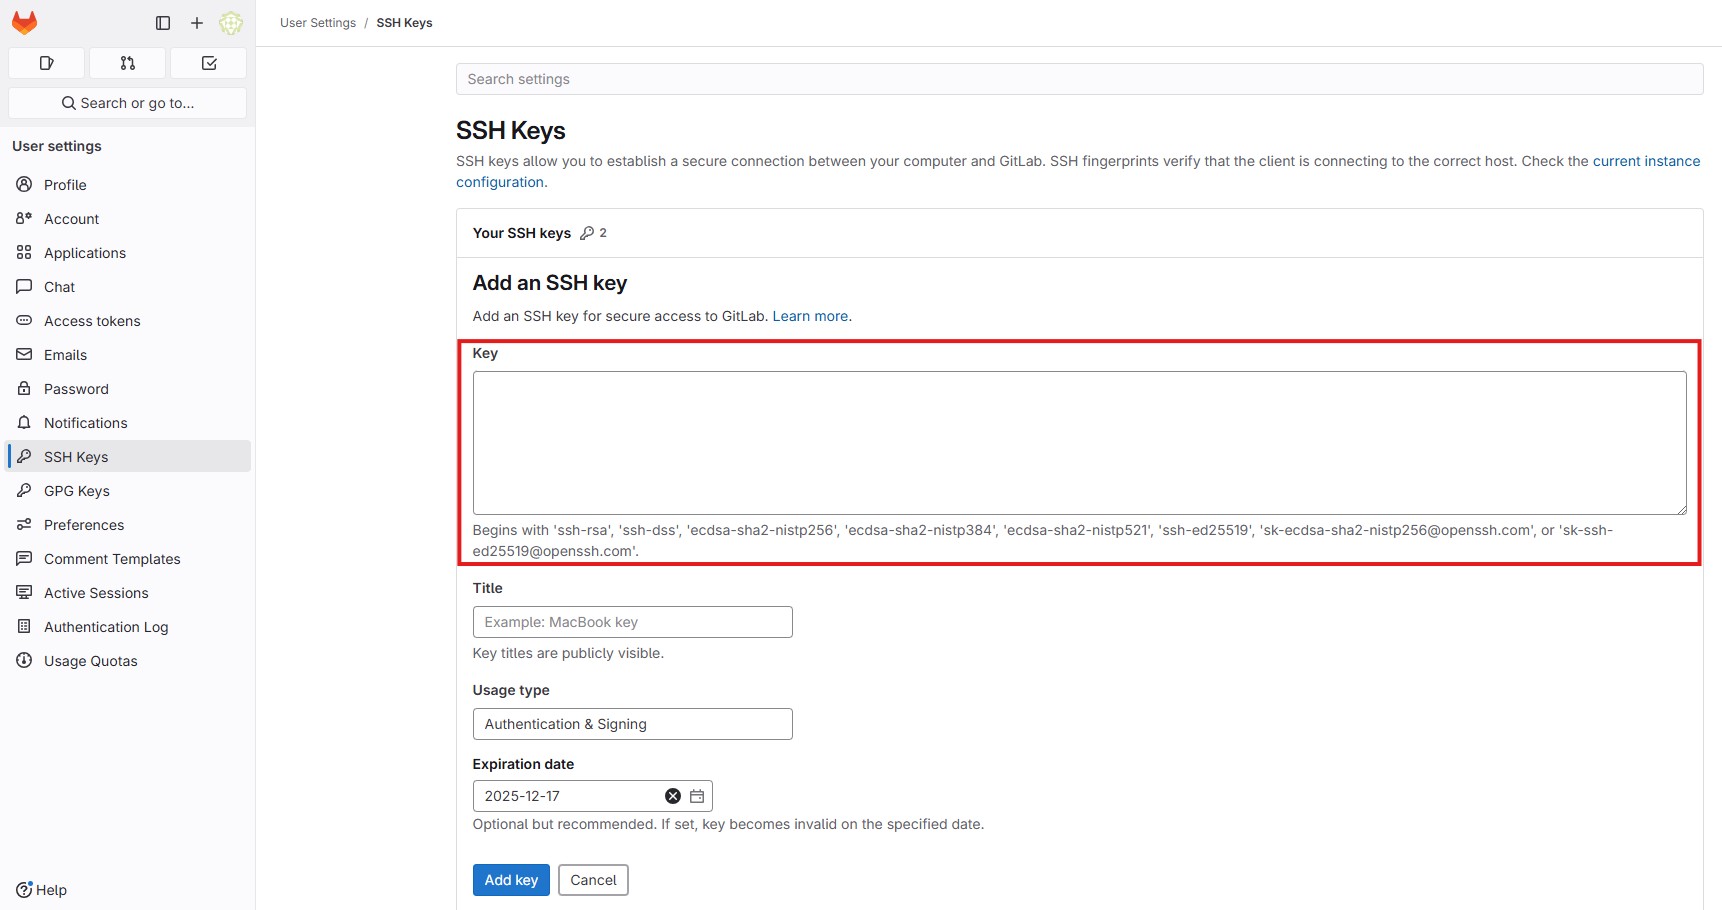 User Settings / SSH Keys
Search or go to...
User settings
Profile
Account
Applications
Chat
Access tokens
Emails
Password
Notifications
SSH Keys
GPG Keys
Preferences
Comment Templates
Active Sessions
Authentication Log
Usage Quotas
Help
Search settings
SSH Keys
SSH keys allow you to establish a secure connection between your computer and GitLab. SSH fingerprints verify that the client is connecting to the correct host. Check the current instance
configuration.
Your SSH keys 2
Add an SSH key
Add an SSH key for secure access to GitLab. Learn more.
Key
Begins with 'ssh-rsa', 'ssh-dss', 'ecdsa-sha2-nistp256', 'ecdsa-sha2-nistp384', 'ecdsa-sha2-nistp521', 'ssh-ed25519', 'sk-ecdsa-sha2-nistp256@openssh.com', or 'sk-ssh-
ed25519@openssh.com'.
Title
Example: MacBook key
Key titles are publicly visible.
Usage type
Authentication & Signing
Expiration date
2025-12-17
Optional but recommended. If set, key becomes invalid on the specified date.
Add key Cancel